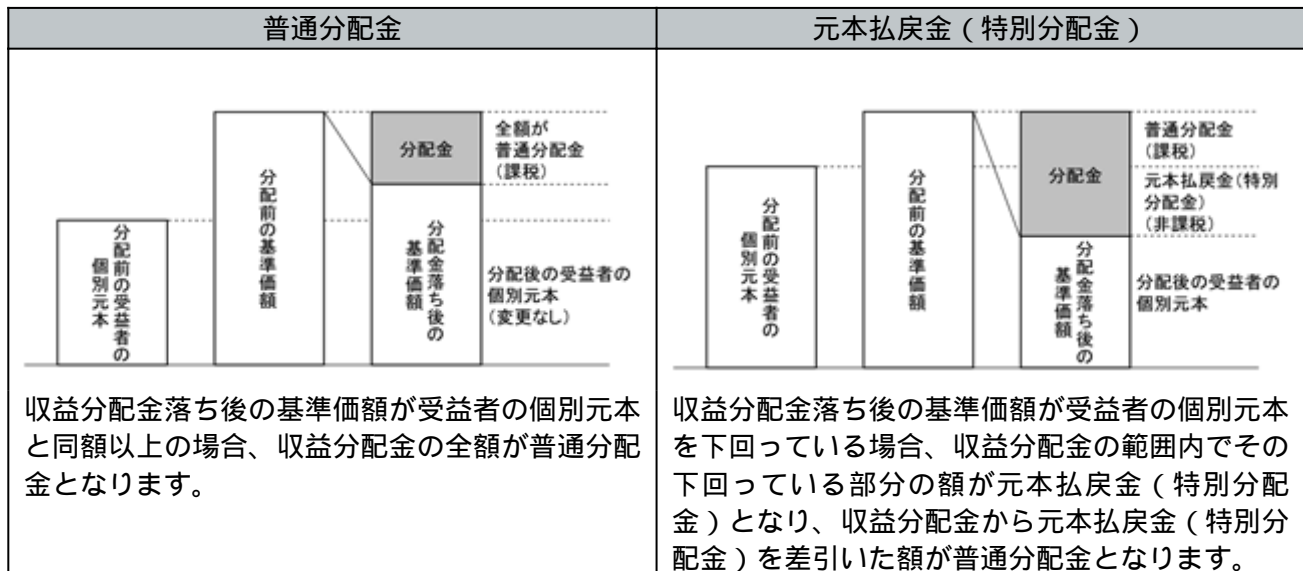 普通分配金
分配前の受益者の
個別元本
分配前の基準価額
分配金
分配金落ち後の
基準価額
全額が
普通分配金
(課税)
分配後の受益者の
個別元本
(変更なし)
収益分配金落ち後の基準価額が受益者の個別元本
と同額以上の場合、収益分配金の全額が普通分配
金となります。
元本払戻金(特別分配金)
分配前の受益者の
個別元本
分配前の基準価額
分配金
分配金落ち後の
基準価額
普通分配金
(課税)
元本払戻金(特別
分配金)
(非課税)
分配後の受益者の
個別元本
収益分配金落ち後の基準価額が受益者の個別元本
を下回っている場合、収益分配金の範囲内でその
下回っている部分の額が元本払戻金(特別分配
金)となり、収益分配金から元本払戻金(特別分
配金)を差引いた額が普通分配金となります。